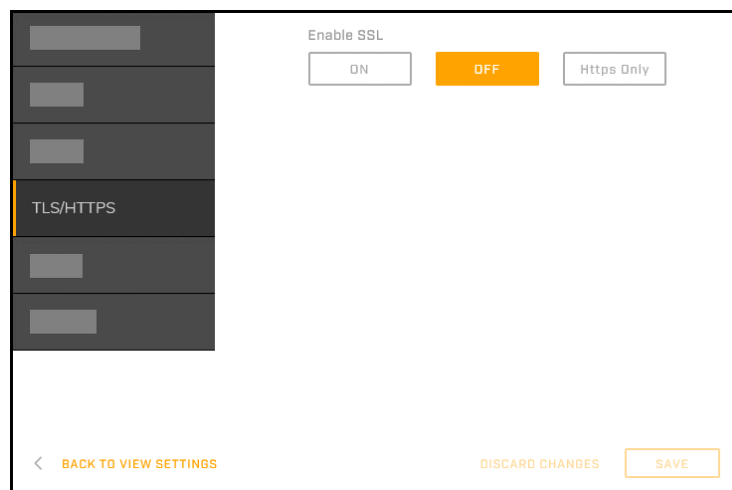 Enable SSL
ON OFF Https Only
TLS/HTTPS
BACK TO VIEW SETTINGS DISCARD CHANGES SAVE